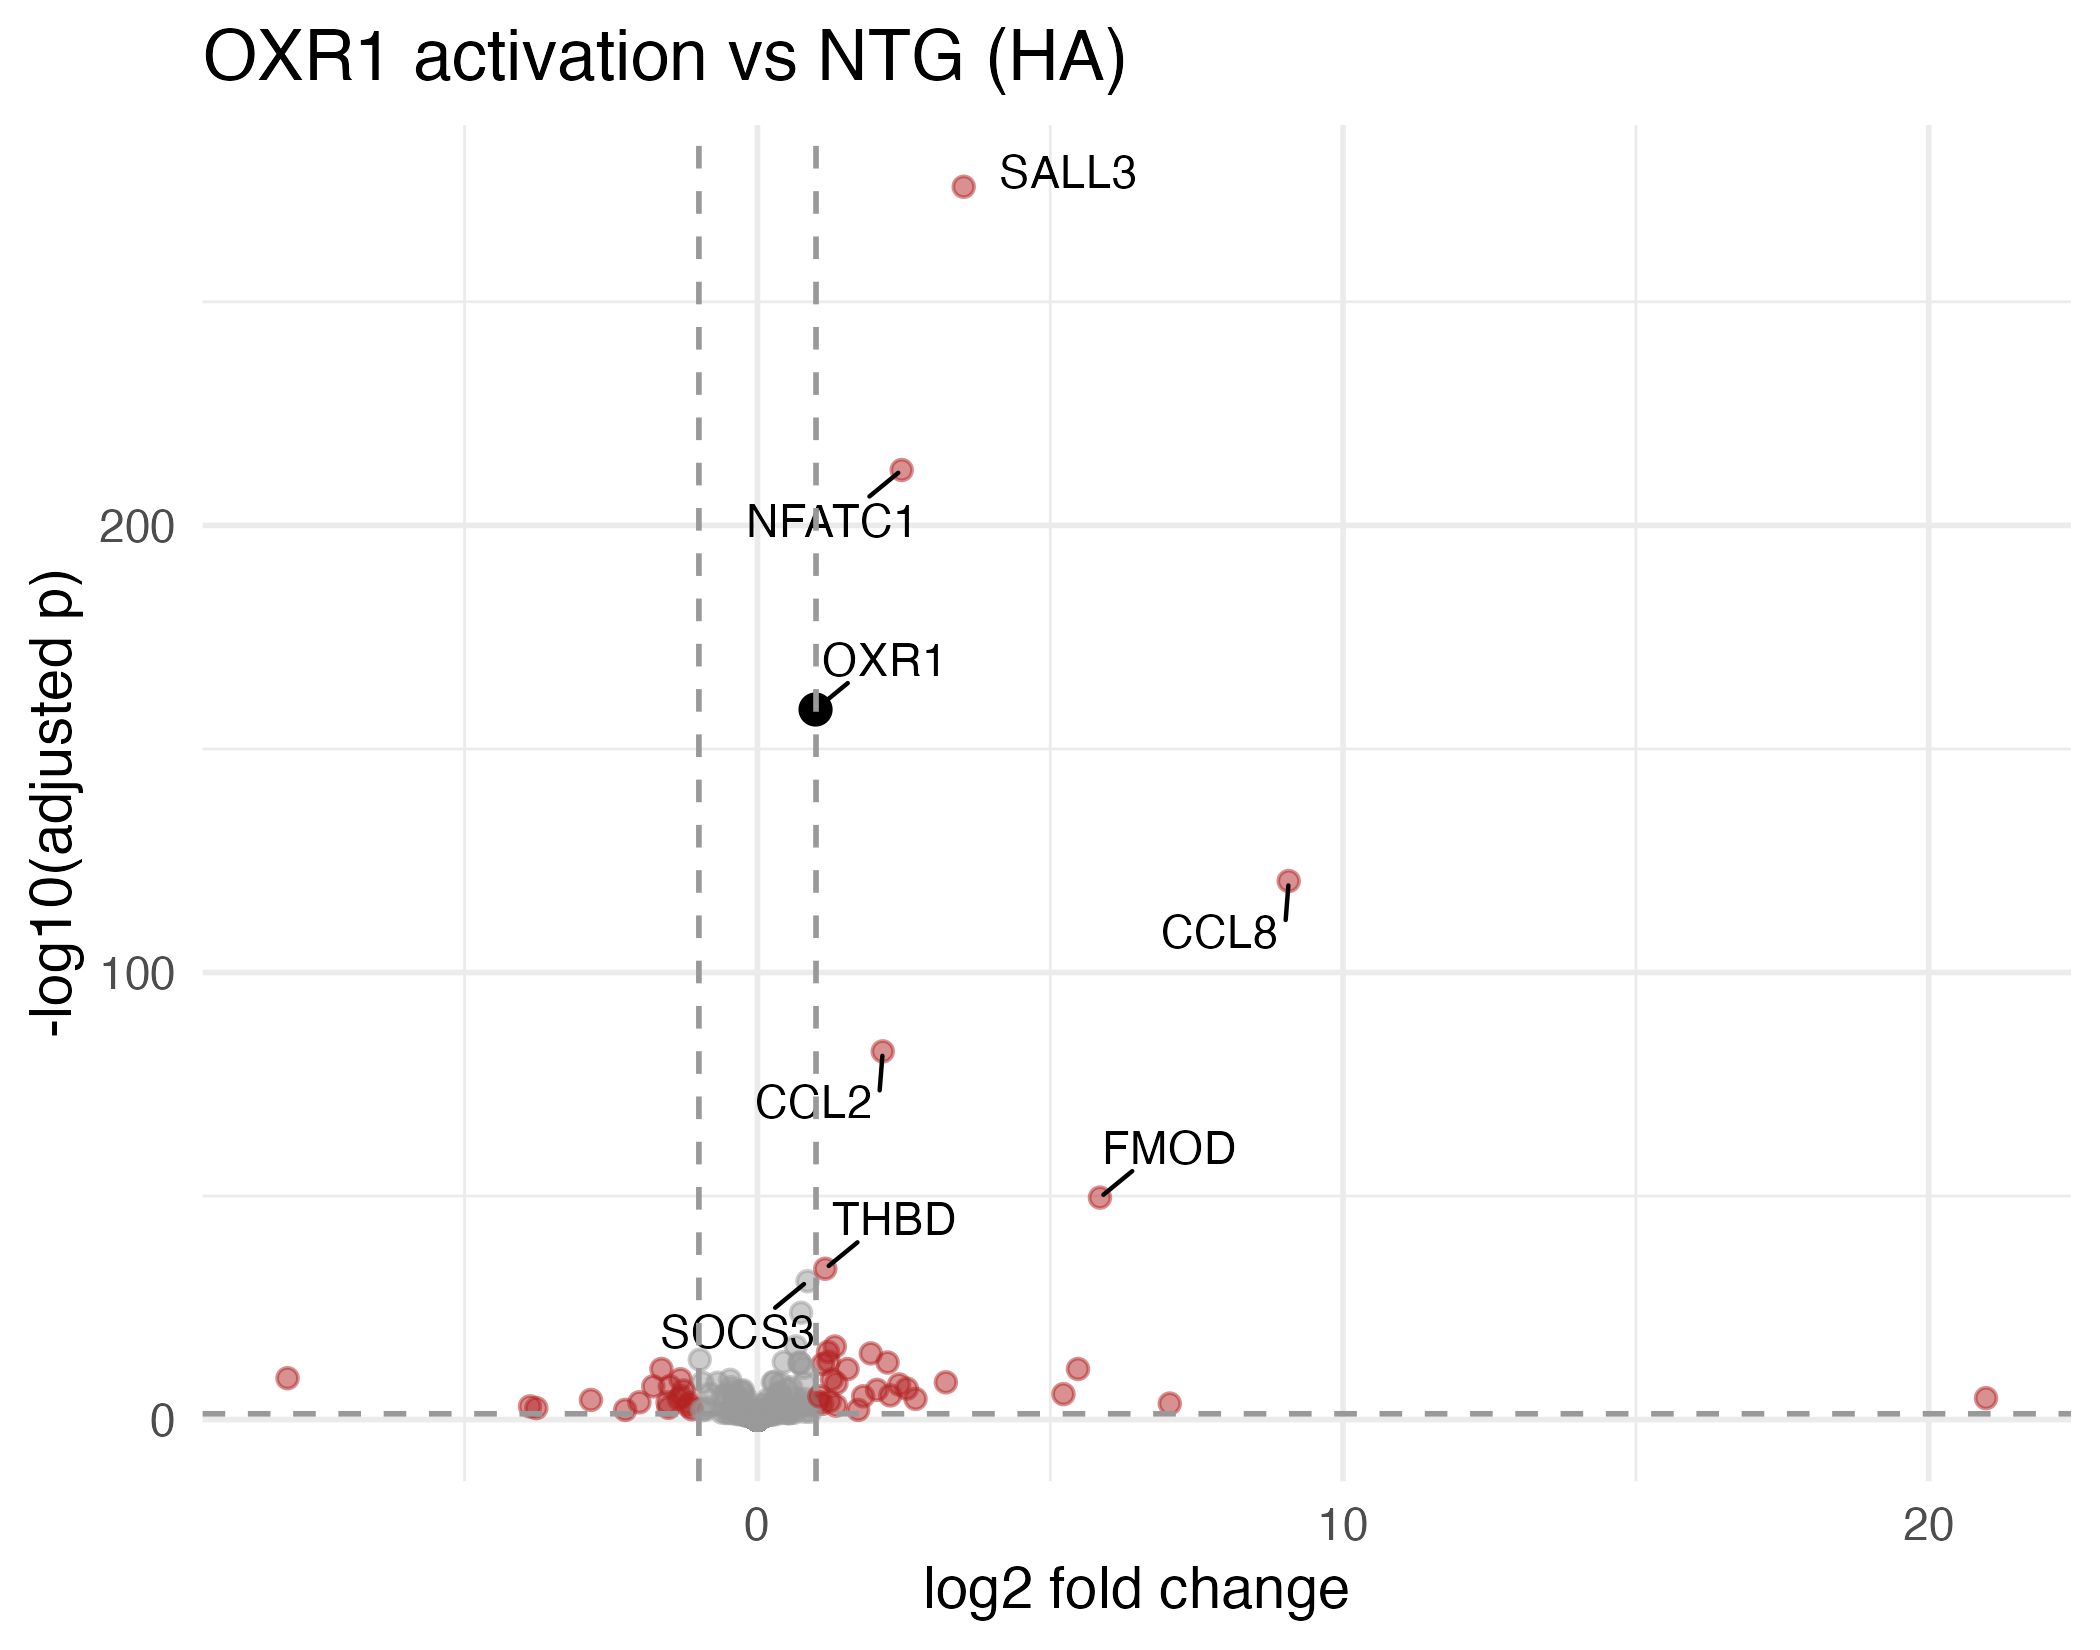 OXR1 activation vs NTG (HA)
SALL3
NFATC1
200
OXR1
-log10(adjusted p)
CCL8
100
CCL2
FMOD
THBD
SOCS3
0
0 10 20
log2 fold change